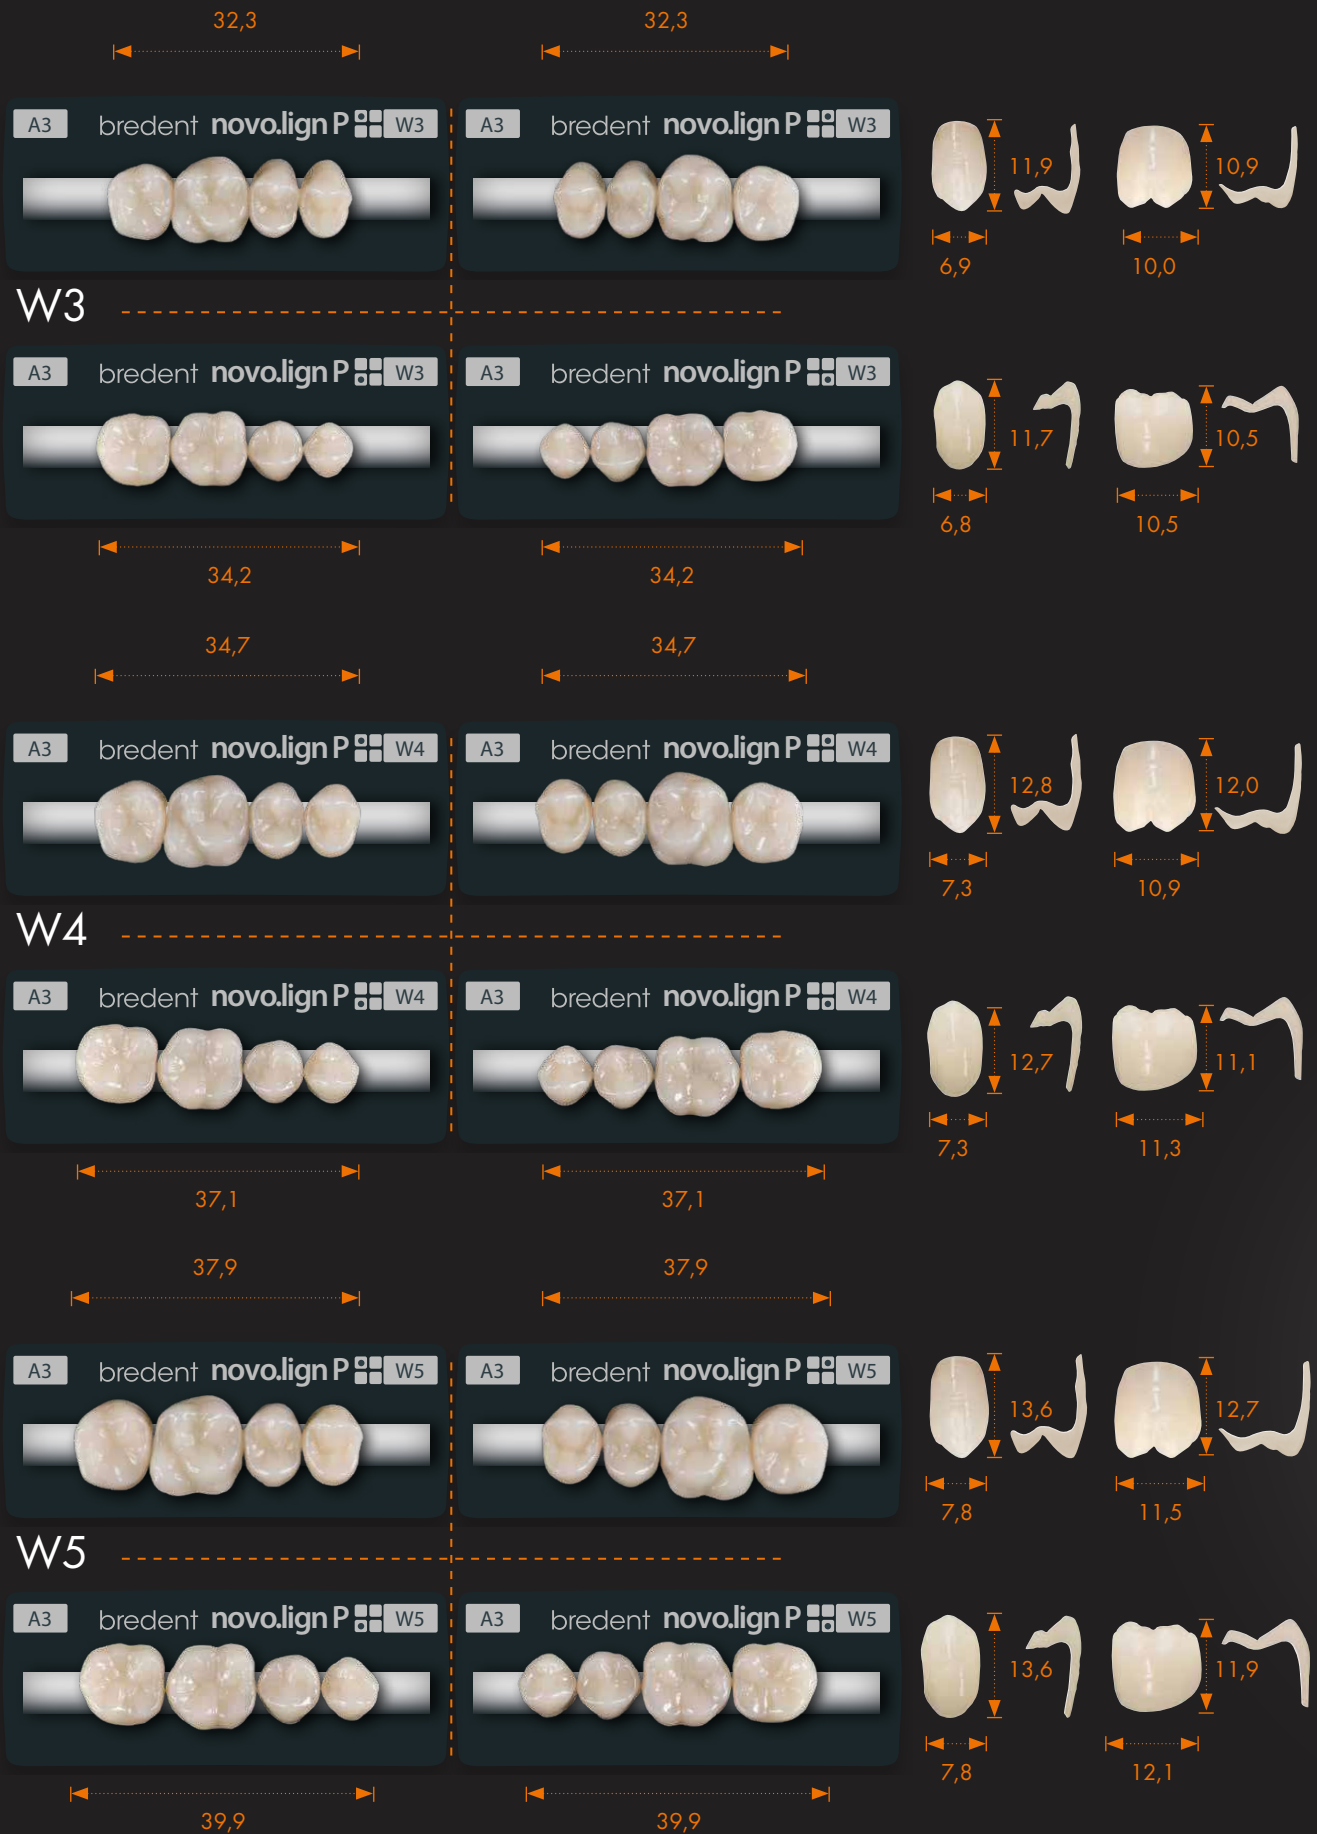 32,3 32,3
A3 bredent novo.lign P W3 A3 bredent novo.lign P W3
11,9 10,9
6,9 10,0
W3
A3 bredent novo.lign P W3 A3 bredent novo.lign P W3
11,7 10,5
6,8 10,5
34,2 34,2
34,7 34,7
A3 bredent novo.lign P W4 A3 bredent novo.lign P W4
12,8 12,0
7,3 10,9
W4
A3 bredent novo.lign P W4 A3 bredent novo.lign P W4
12,7 11,1
7,3 11,3
37,1 37,1
37,9 37,9
A3 bredent novo.lign P W5 A3 bredent novo.lign P W5
13,6 12,7
7,8 11,5
W5
A3 bredent novo.lign P W5 A3 bredent novo.lign P W5
13,6 11,9
7,8 12,1
39,9 39,9